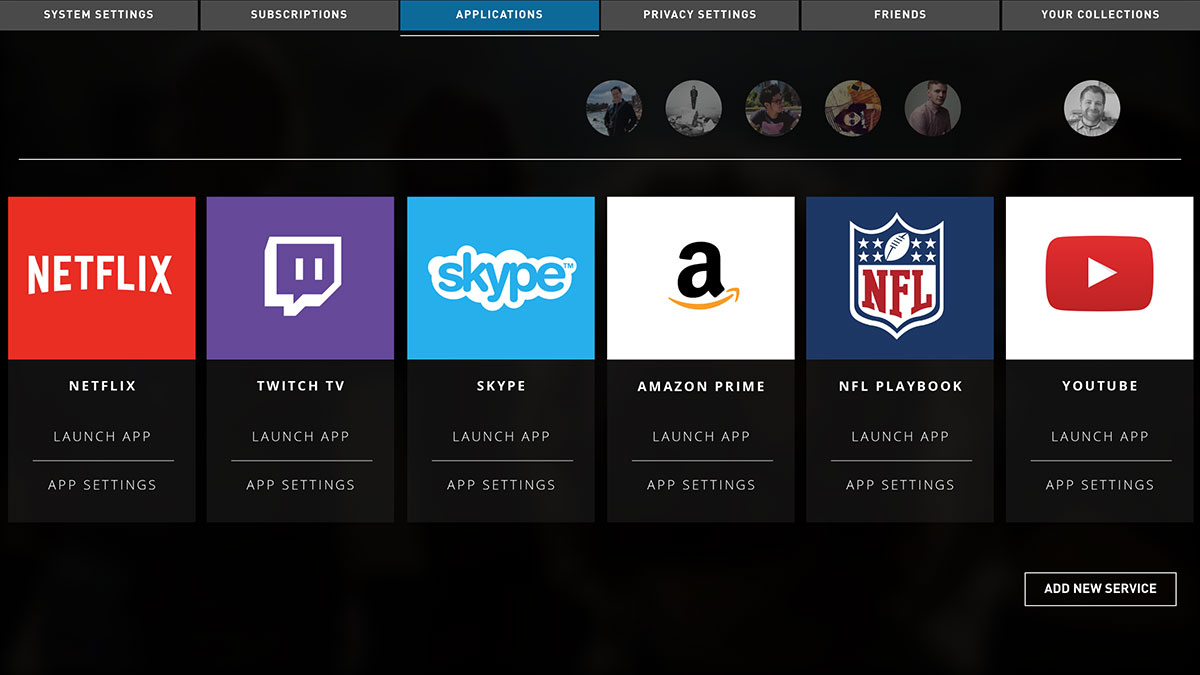 SYSTEM SETTINGS
SUBSCRIPTIONS
APPLICATIONS
PRIVACY SETTINGS
FRIENDS
YOUR COLLECTIONS
NETFLIX
skype™
a
NFL
NETFLIX
TWITCH TV
SKYPE
AMAZON PRIME
NFL PLAYBOOK
YOUTUBE
LAUNCH APP
LAUNCH APP
LAUNCH APP
LAUNCH APP
LAUNCH APP
LAUNCH APP
APP SETTINGS
APP SETTINGS
APP SETTINGS
APP SETTINGS
APP SETTINGS
APP SETTINGS
ADD NEW SERVICE